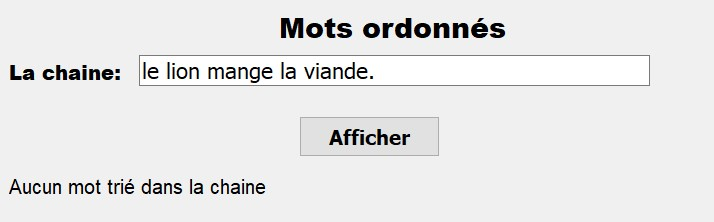 Mots ordonnés
La chaine: le lion mange la viande.
Afficher
Aucun mot trié dans la chaine